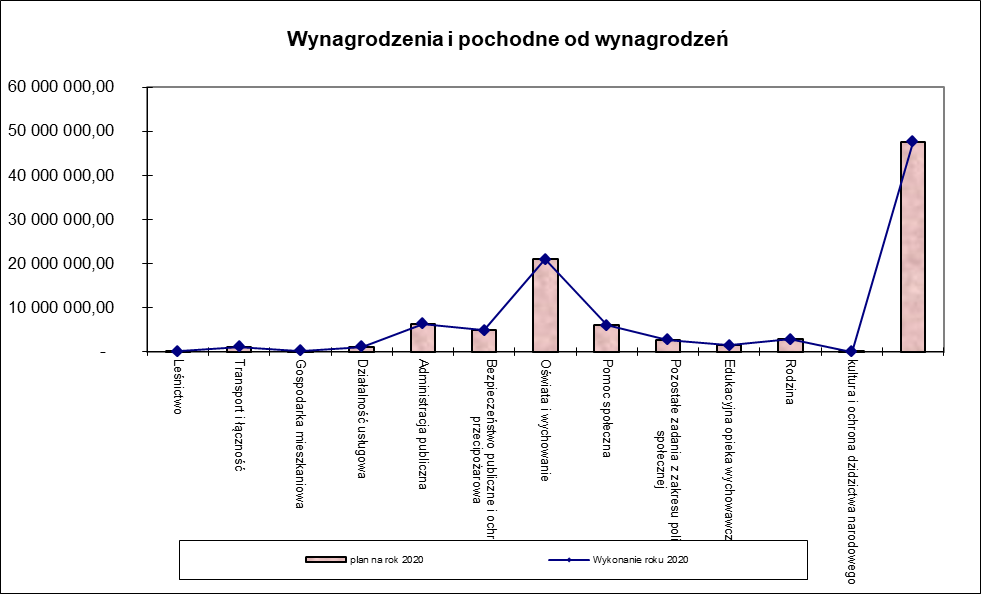 Wynagrodzenia i pochodne od wynagrodzeń
60 000 000,00
50 000 000,00
40 000 000,00
30 000 000,00
20 000 000,00
10 000 000,00
-
Leśnictwo
Transport i łączność
Gospodarka mieszkaniowa
Działalność usługowa
Administracja publiczna
Bezpieczeństwo publiczne i ochr
przecipożarowa
Oświata i wychowanie
Pomoc społeczna
Pozostałe zadania z zakresu poli
społecznej
Edukacyjna opieka wychowawcz
Rodzina
kultura i ochrona dzidzictwa narodowego
plan na rok 2020
Wykonanie roku 2020